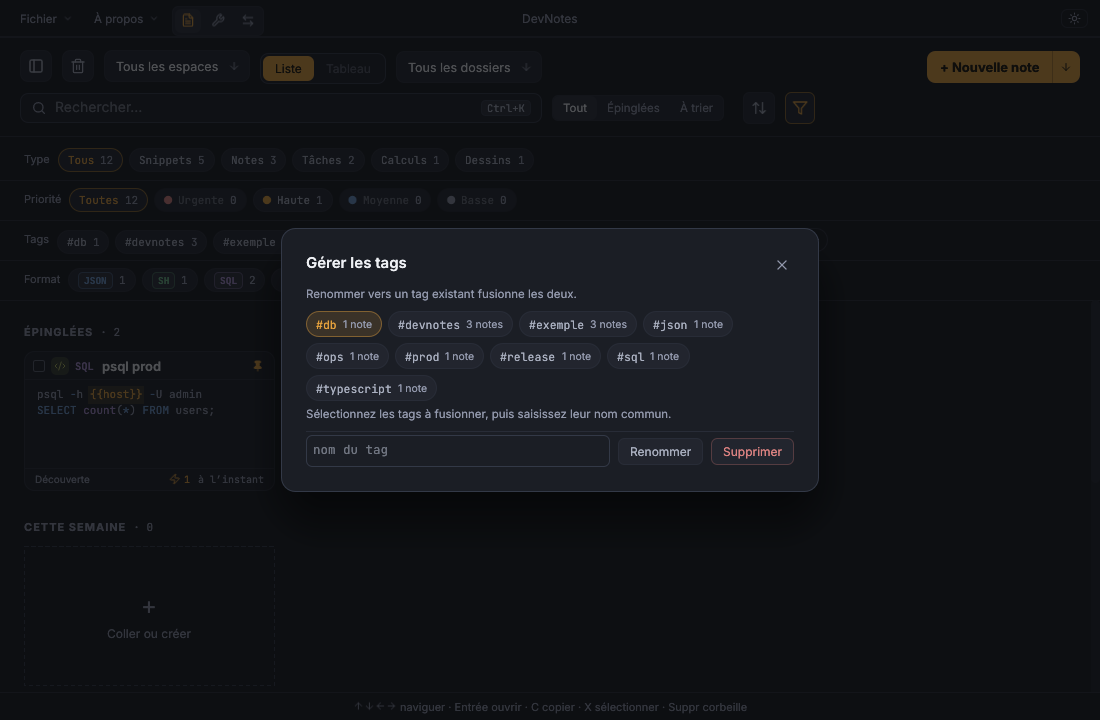 Fichier À propos DevNotes
Tous les espaces Liste Tableau Tous les dossiers + Nouvelle note
Rechercher... Ctrl+K Tout Épinglées À trier
Type Tous 12 Snippets 5 Notes 3 Tâches 2 Calculs 1 Dessins 1
Priorité Toutes 12 Urgente 0 Haute 1 Moyenne 0 Basse 0
Tags #db 1 #devnotes 3 #exemple
Format JSON 1 SH 1 SQL 2
Gérer les tags
Renommer vers un tag existant fusionne les deux.
#db 1 note #devnotes 3 notes #exemple 3 notes #json 1 note
#ops 1 note #prod 1 note #release 1 note #sql 1 note
#typescript 1 note
Sélectionnez les tags à fusionner, puis saisissez leur nom commun.
nom du tag Renommer Supprimer
ÉPINGLÉES · 2
SQL psql prod
psql -h {{host}} -U admin
SELECT count(*) FROM users;
Découverte 1 à l'instant
CETTE SEMAINE · 0
+
Coller ou créer
↑ ↓ ← → naviguer · Entrée ouvrir · C copier · X sélectionner · Suppr corbeille